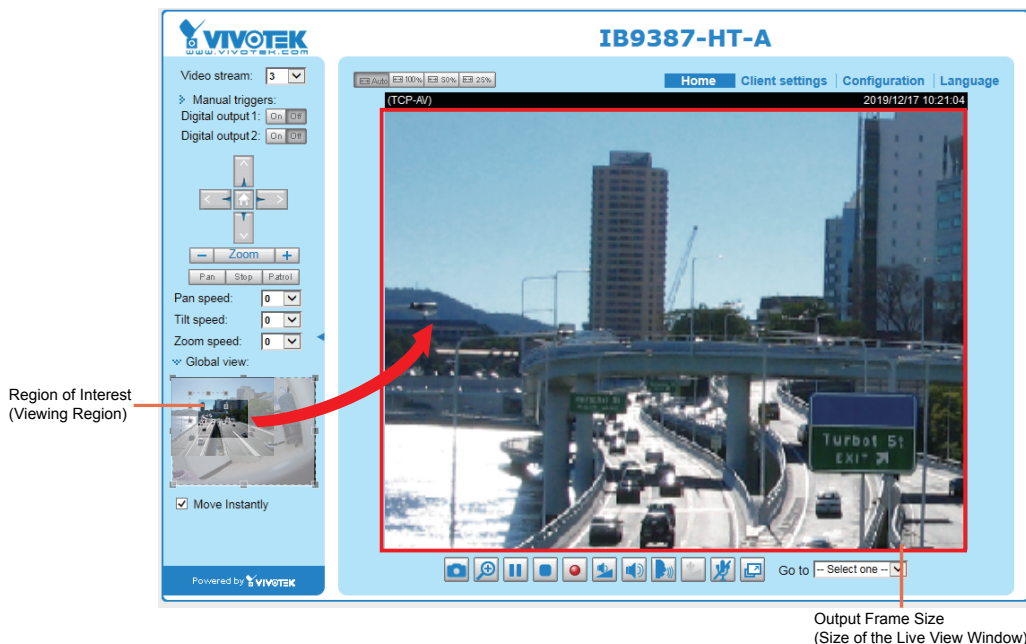 VIVOTEK
www.vivotek.com
IB9387-HT-A
Video stream: 3
Manual triggers:
Digital output 1: On Off
Digital output 2: On Off
Zoom
Pan Stop Patrol
Pan speed: 0
Tilt speed: 0
Zoom speed: 0
Global view:
Region of Interest
(Viewing Region)
Move Instantly
Powered by VIVOTEK
Auto 100% 50% 25%
Home Client settings Configuration Language
(TCP-AV) 2019/12/17 10:21:04
Turbot St
EXIT
Go to -- Select one --
Output Frame Size
(Size of the Live View Window)